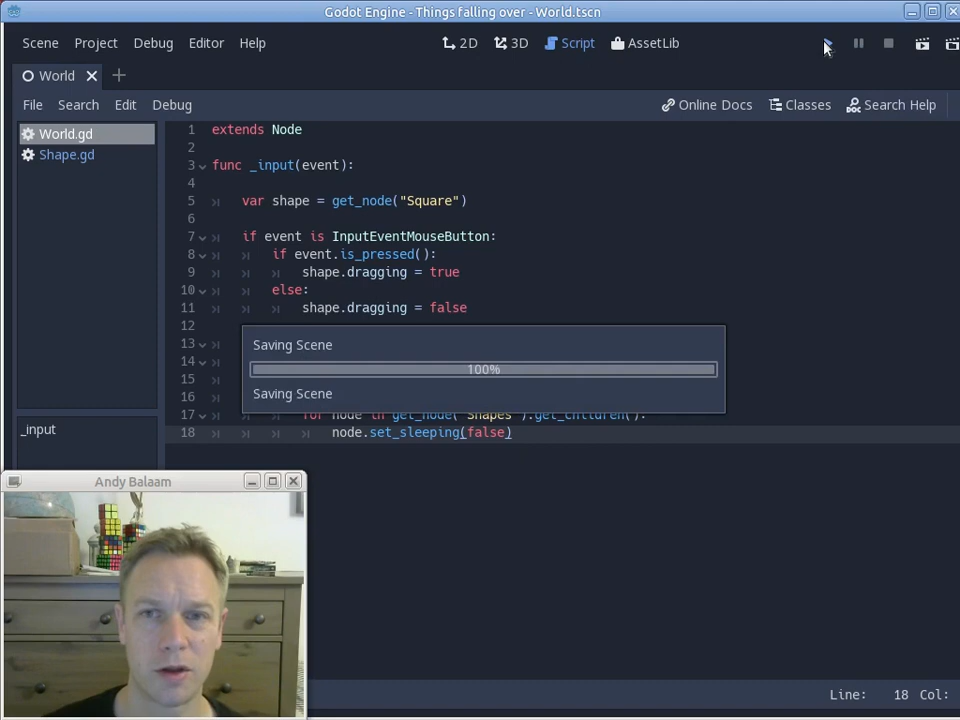 Godot Engine - Things falling over - World.tscn
Scene Project Debug Editor Help 2D 3D Script AssetLib
World
File Search Edit Debug Online Docs Classes Search Help
World.gd
Shape.gd
1 extends Node
2
3 func _input(event):
4
5 var shape = get_node("Square")
6
7 if event is InputEventMouseButton:
8 if event.is_pressed():
9 shape.dragging = true
10 else:
11 shape.dragging = false
12
13
14
15
16
17 for node in get_node("Shapes").get_children():
18 node.set_sleeping(false)
Saving Scene
100%
Saving Scene
_input
Andy Balaam
Line: 18 Col: